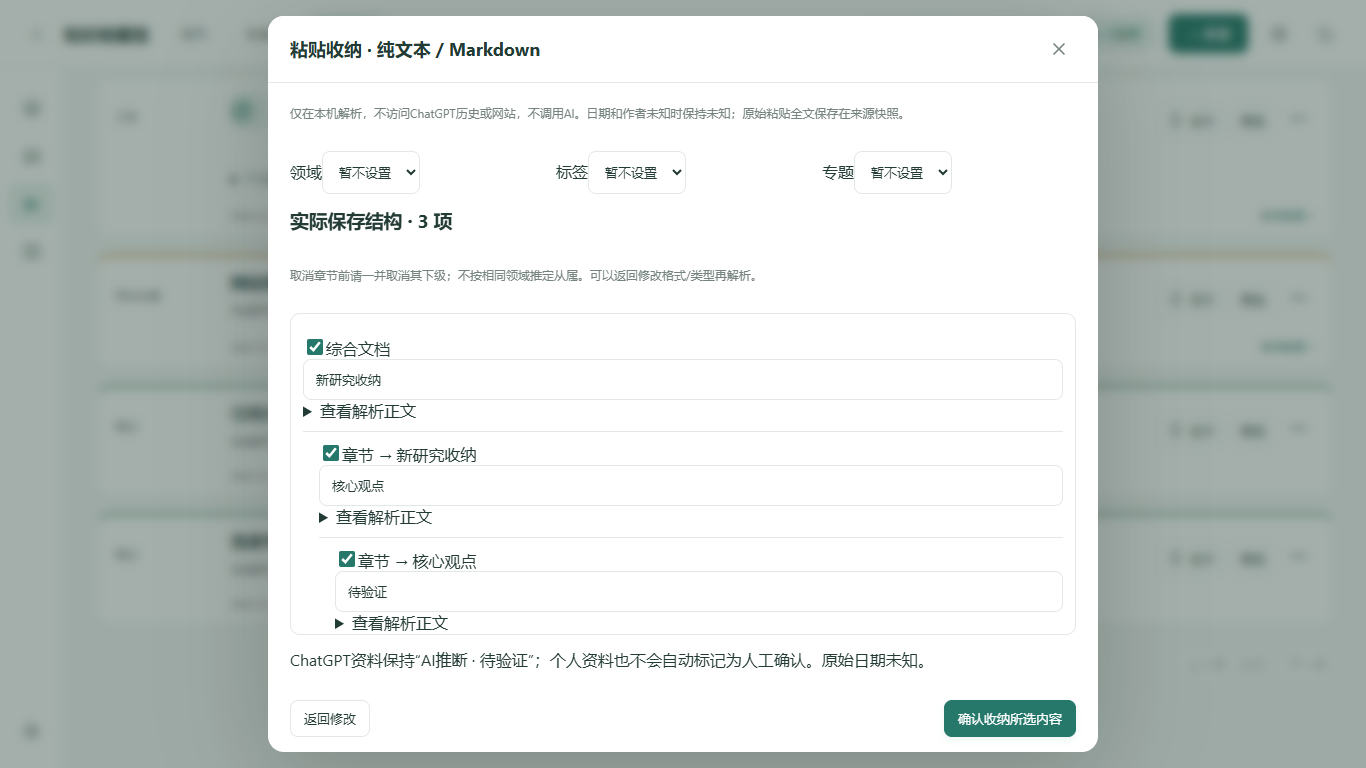 粘贴收纳 · 纯文本 / Markdown
仅在本机解析，不访问ChatGPT历史或网站，不调用AI。日期和作者未知时保持未知；原始粘贴全文保存在来源快照。
领域 暂不设置 标签 暂不设置 专题 暂不设置
实际保存结构 · 3 项
取消章节前请一并取消其下级；不按相同领域推定从属。可以返回修改格式/类型再解析。
综合文档
新研究收纳
查看解析正文
章节 → 新研究收纳
核心观点
查看解析正文
章节 → 核心观点
待验证
查看解析正文
ChatGPT资料保持“AI推断 · 待验证”；个人资料也不会自动标记为人工确认。原始日期未知。
返回修改 确认收纳所选内容